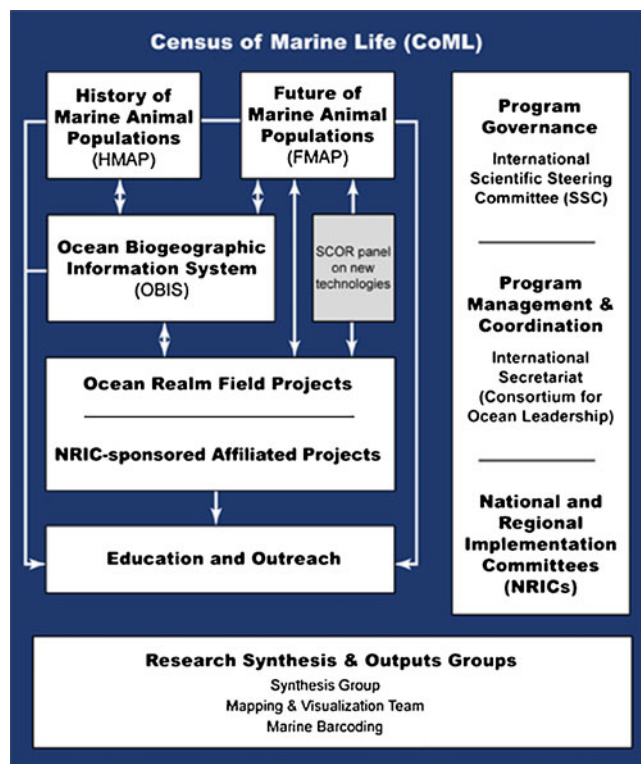 Census of Marine Life (CoML)
History of
Marine Animal
Populations
(HMAP)
Future of
Marine Animal
Populations
(FMAP)
Ocean Biogeographic
Information System
(OBIS)
SCOR panel
on new
technologies
Ocean Realm Field Projects
NRIC-sponsored Affiliated Projects
Education and Outreach
Program
Governance
International
Scientific Steering
Committee (SSC)
Program
Management &
Coordination
International
Secretariat
(Consortium for
Ocean Leadership)
National and
Regional
Implementation
Committees
(NRICs)
Research Synthesis & Outputs Groups
Synthesis Group
Mapping & Visualization Team
Marine Barcoding